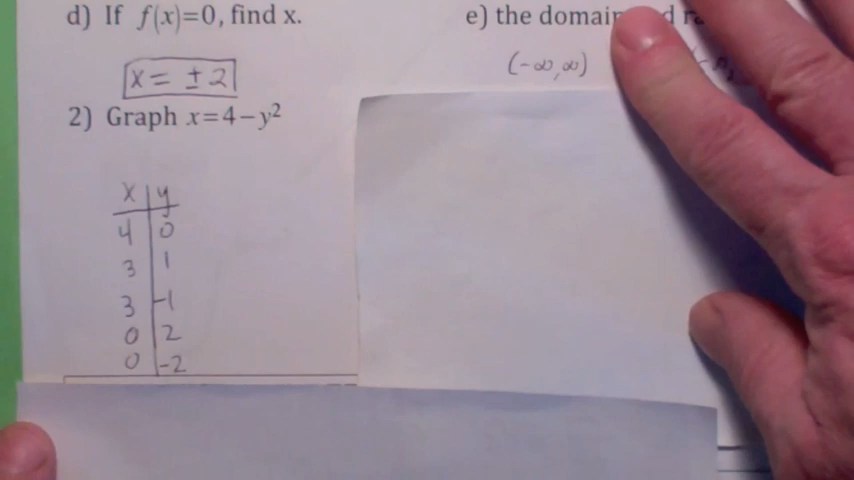 d) If f(x)=0, find x.
e) the domain
x = ±2
(-∞,∞)
2) Graph x=4−y²
x | y
4 | 0
3 | 1
3 | -1
0 | 2
0 | -2